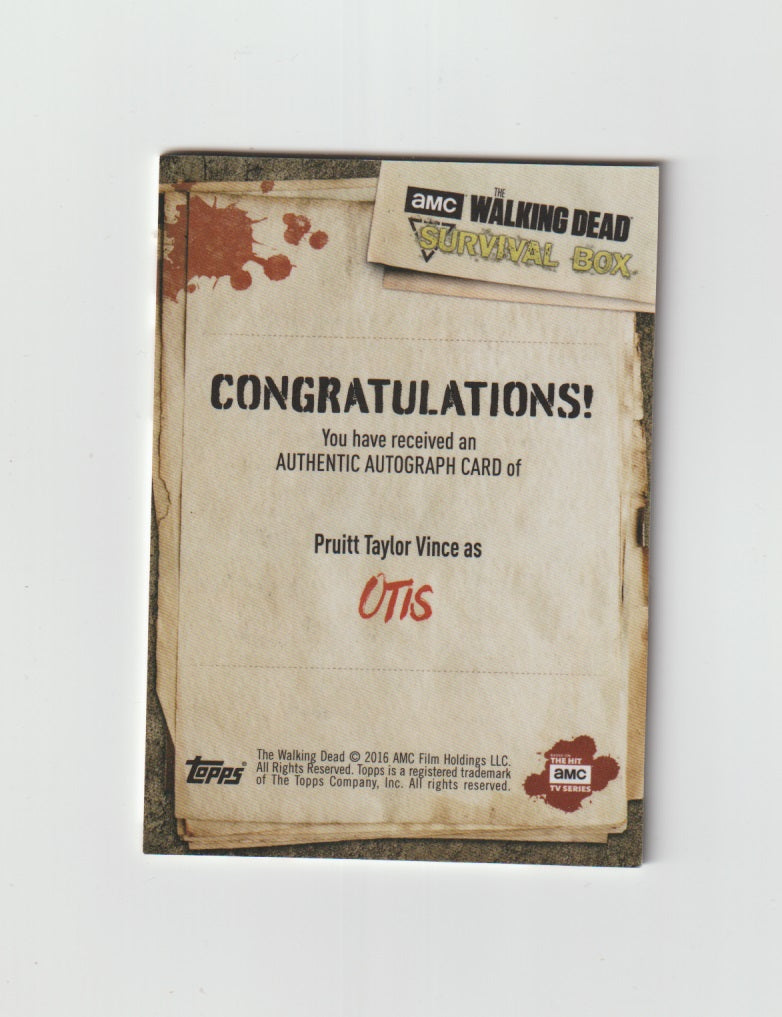 amc THE WALKING DEAD
SURVIVAL BOX
CONGRATULATIONS!
You have received an
AUTHENTIC AUTOGRAPH CARD of
Pruitt Taylor Vince as
OTIS
topps®
The Walking Dead © 2016 AMC Film Holdings LLC.
All Rights Reserved. Topps is a registered trademark
of The Topps Company, Inc. All rights reserved.
BASED ON
THE HIT
amc
TV SERIES